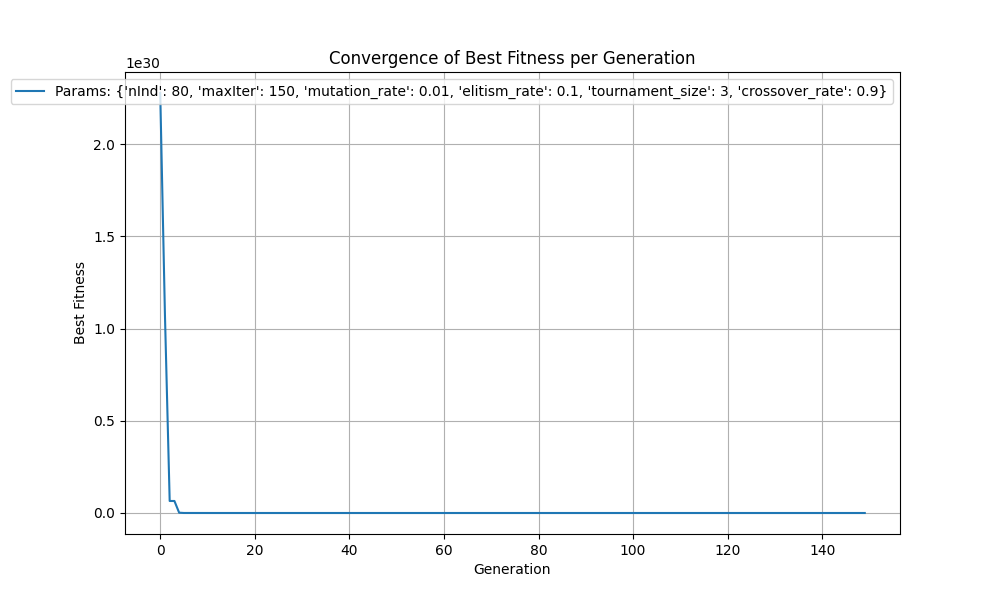 Convergence of Best Fitness per Generation
1e30
Params: {'nInd': 80, 'maxIter': 150, 'mutation_rate': 0.01, 'elitism_rate': 0.1, 'tournament_size': 3, 'crossover_rate': 0.9}
2.0
1.5
1.0
0.5
0.0
Best Fitness
0 20 40 60 80 100 120 140
Generation